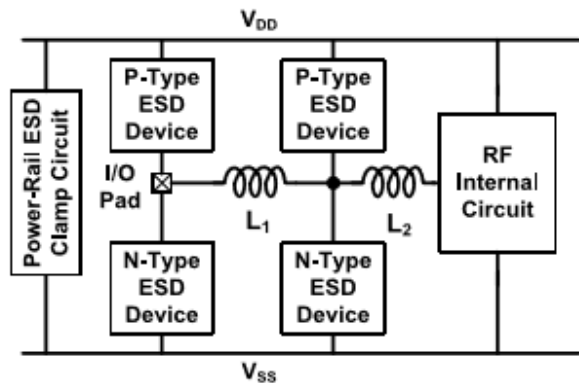 VDD
P-Type
ESD
Device
P-Type
ESD
Device
Power-Rail ESD
Clamp Circuit
I/O
Pad
L1
L2
RF
Internal
Circuit
N-Type
ESD
Device
N-Type
ESD
Device
VSS